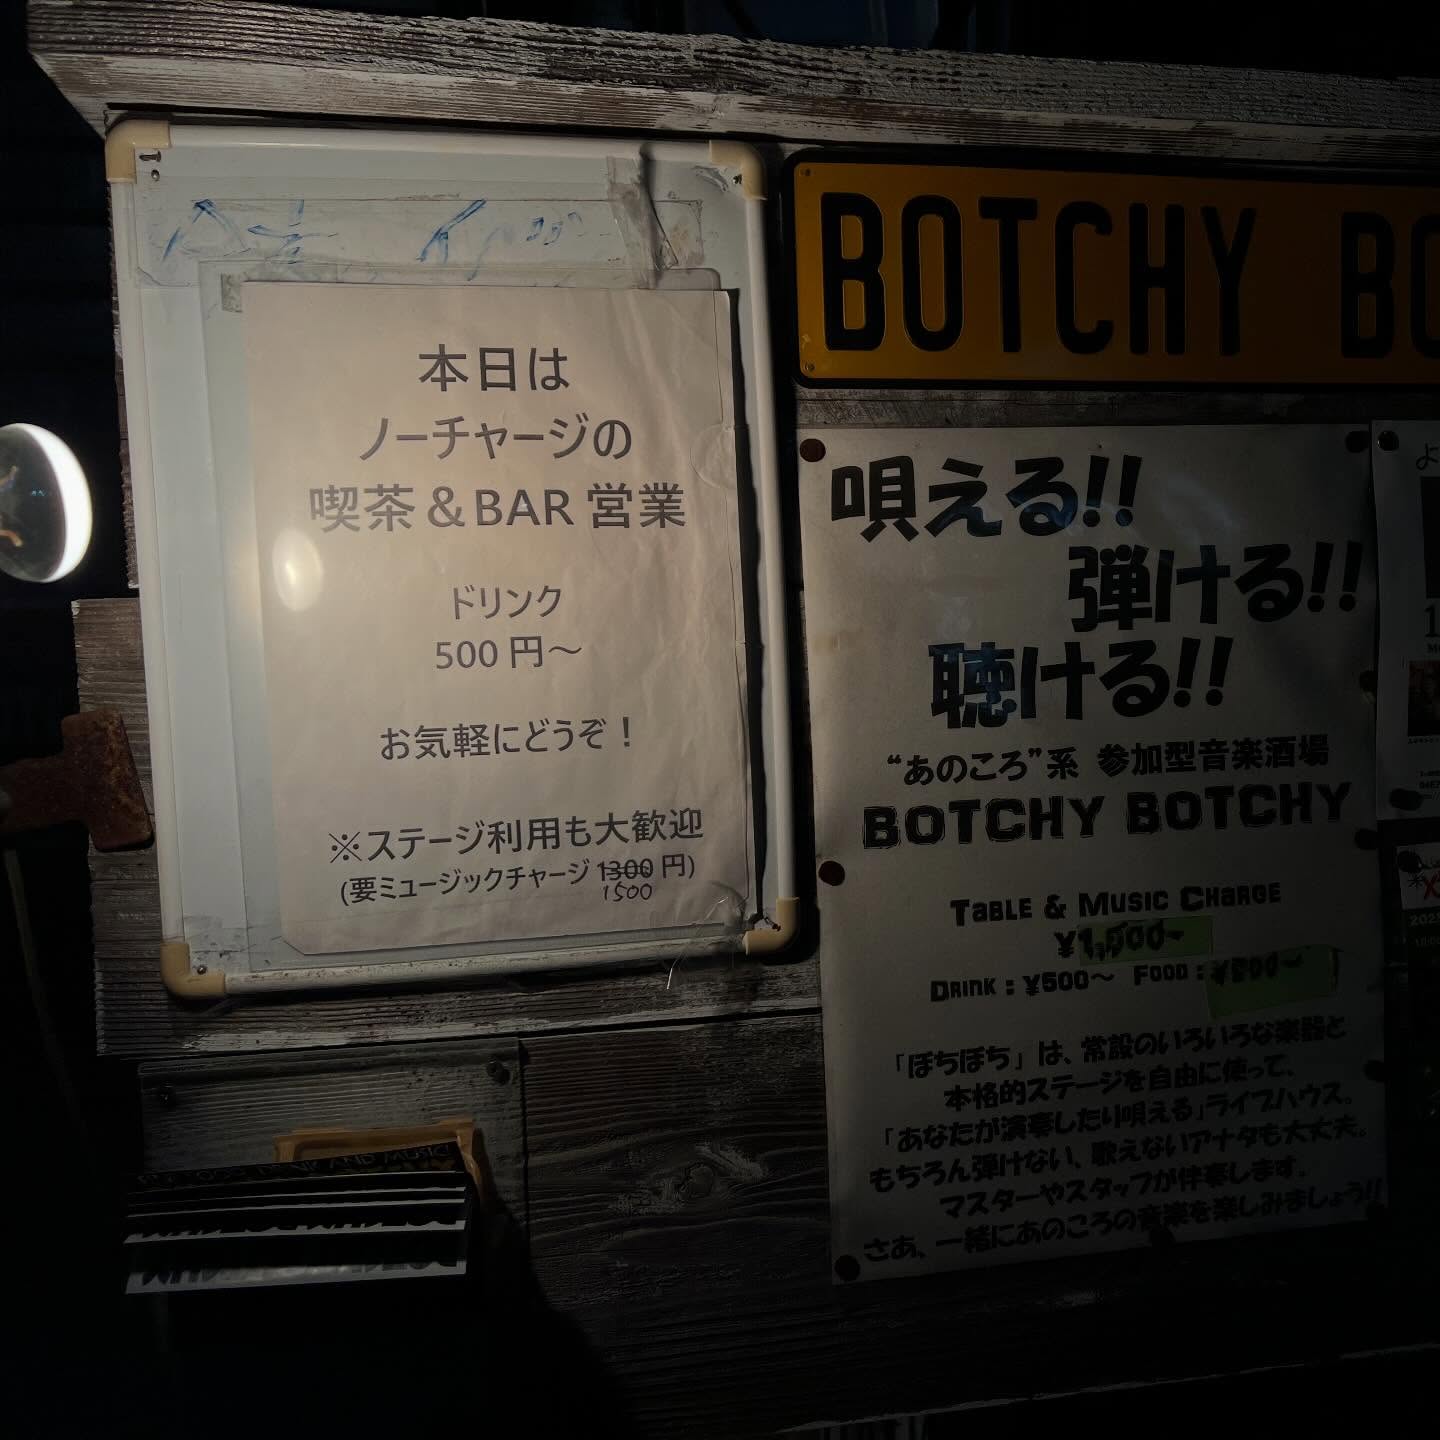 本日は
ノーチャージの
喫茶&BAR 営業
ドリンク
500 円～
お気軽にどうぞ！
※ステージ利用も大歓迎
(要ミュージックチャージ 1300 円)
1500
BOTCHY BO
唄える!!
弾ける!!
聴ける!!
“あのころ”系 参加型音楽酒場
BOTCHY BOTCHY
TABLE & MUSIC CHARGE
¥1,500~
DRINK : ¥500～ FOOD : ¥500~
「ぼちぼち」は、常設のいろいろな楽器と
本格的ステージを自由に使って、
「あなたが演奏したり唄える」ライブハウス。
もちろん弾けない、歌えないアナタも大丈夫。
マスターやスタッフが伴奏します。
さあ、一緒にあのころの音楽を楽しみましょう!!